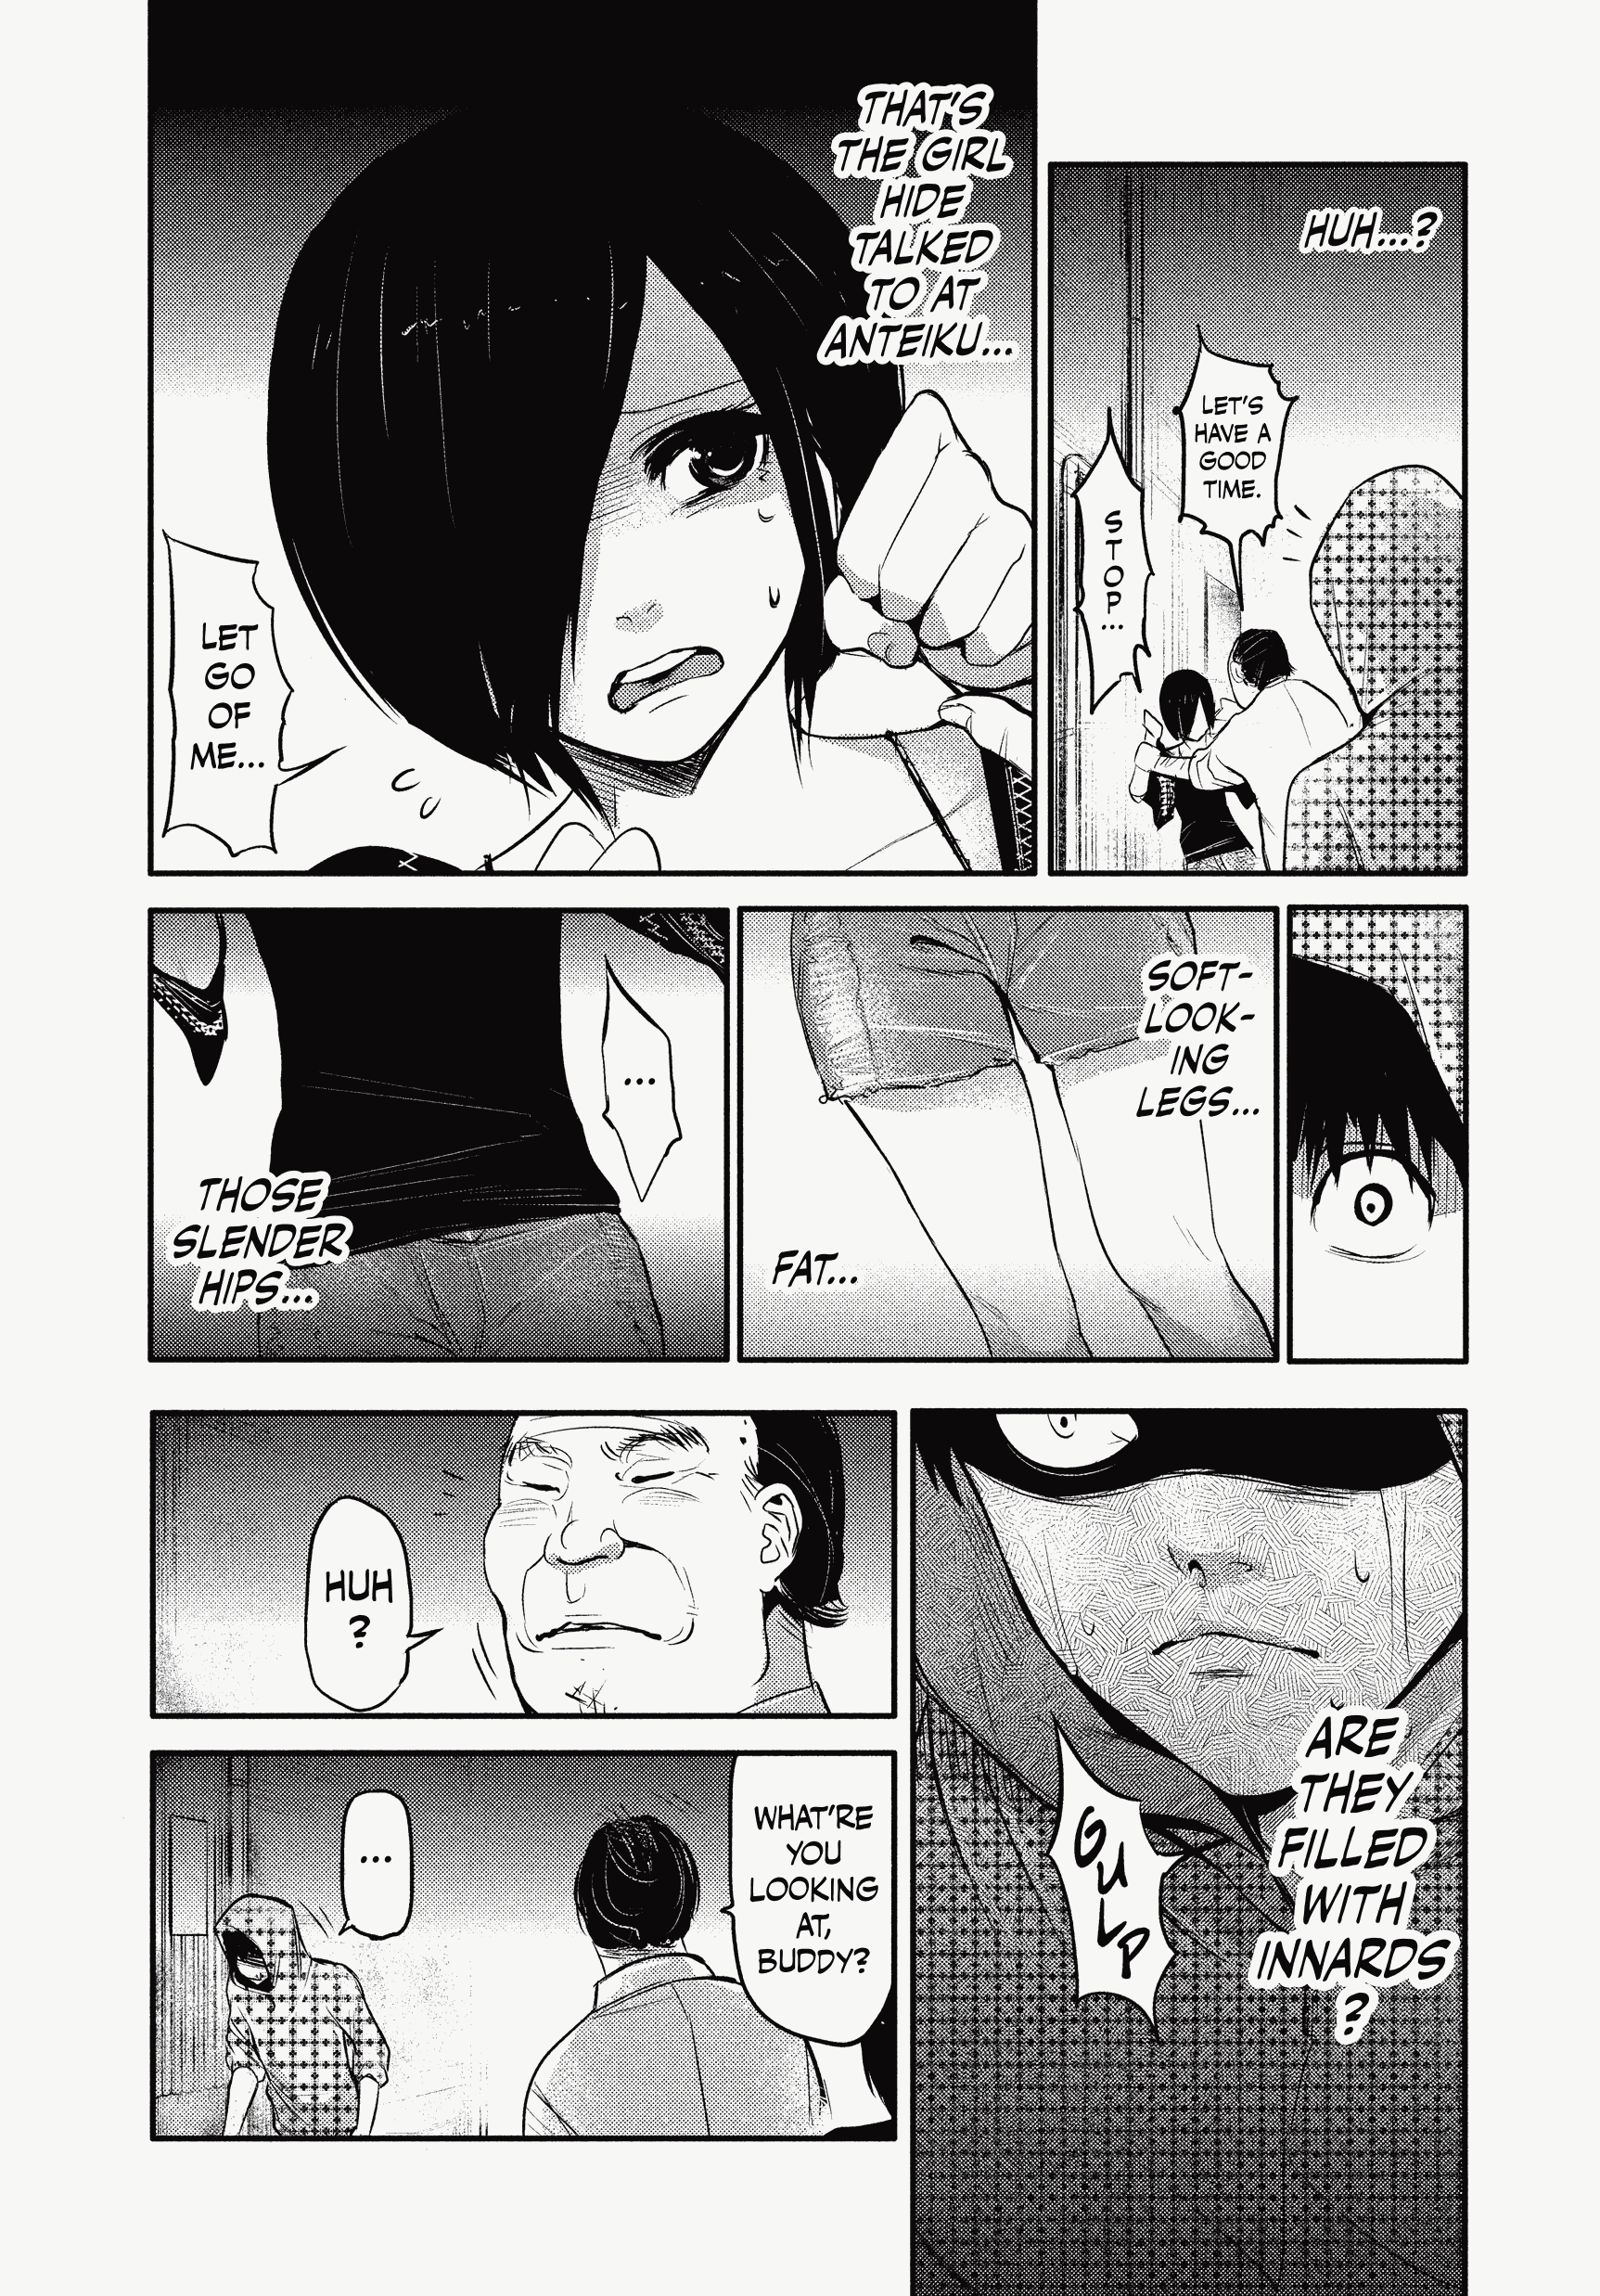 HUH...?
LET'S
HAVE A
GOOD
TIME.
STOP...
THAT'S
THE GIRL
HIDE
TALKED
TO AT
ANTEIKU...
LET
GO
OF
ME...
SOFT-
LOOK-
ING
LEGS...
FAT...
...
THOSE
SLENDER
HIPS...
ARE
THEY
FILLED
WITH
INNARDS
?
GULP
HUH
?
WHAT'RE
YOU
LOOKING
AT,
BUDDY?
...